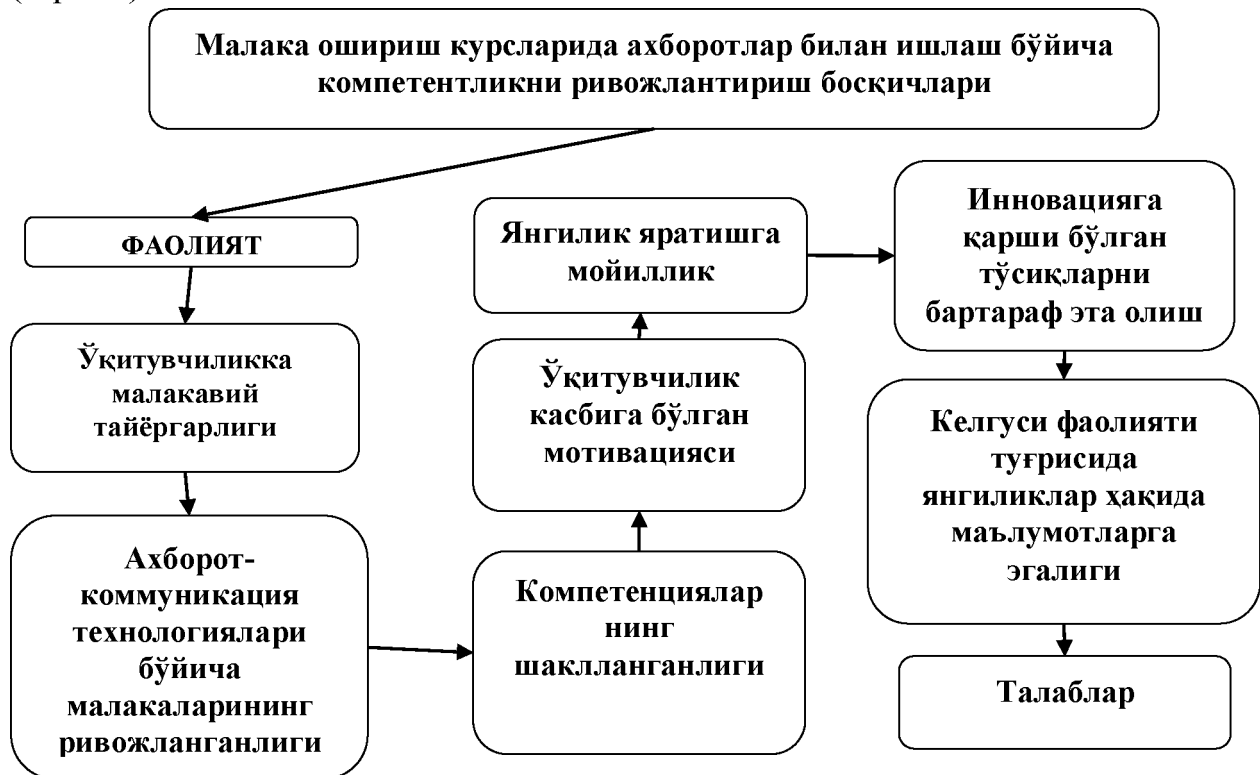 Малака ошириш курсларида ахборотлар билан ишлаш бўйича
компетентликни ривожлантириш босқичлари
ФАОЛИЯТ
Ўқитувчиликка
малакавий
тайёргарлиги
Ахборот-
коммуникация
технологиялари
бўйича
малакаларининг
ривожланганлиги
Компетенциялар
нинг
шаклланганлиги
Ўқитувчилик
касбига бўлган
мотивацияси
Янгилик яратишга
мойиллик
Инновацияга
қарши бўлган
тўсиқларни
бартараф эта олиш
Келгуси фаолияти
туғрисида
янгиликлар ҳақида
маълумотларга
эгалиги
Талаблар